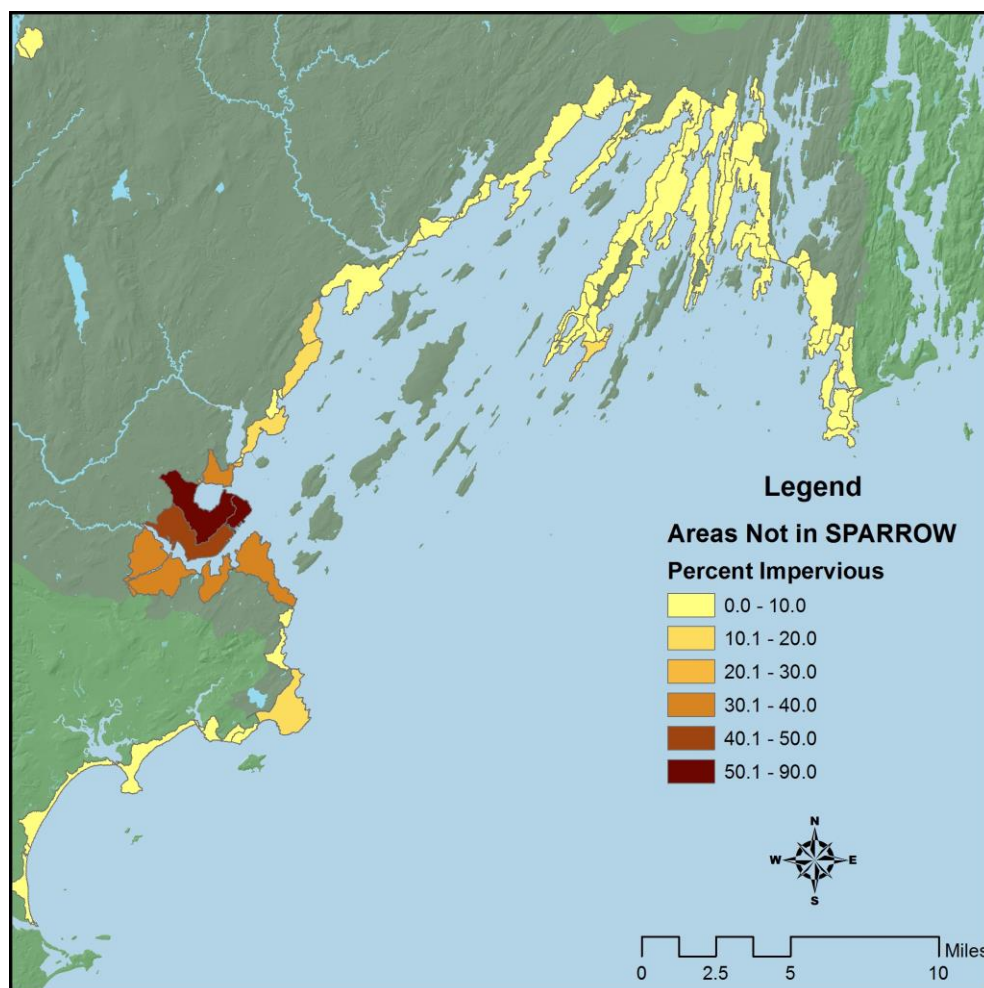 Legend
Areas Not in SPARROW
Percent Impervious
0.0 - 10.0
10.1 - 20.0
20.1 - 30.0
30.1 - 40.0
40.1 - 50.0
50.1 - 90.0
N
W E
S
Miles
0 2.5 5 10